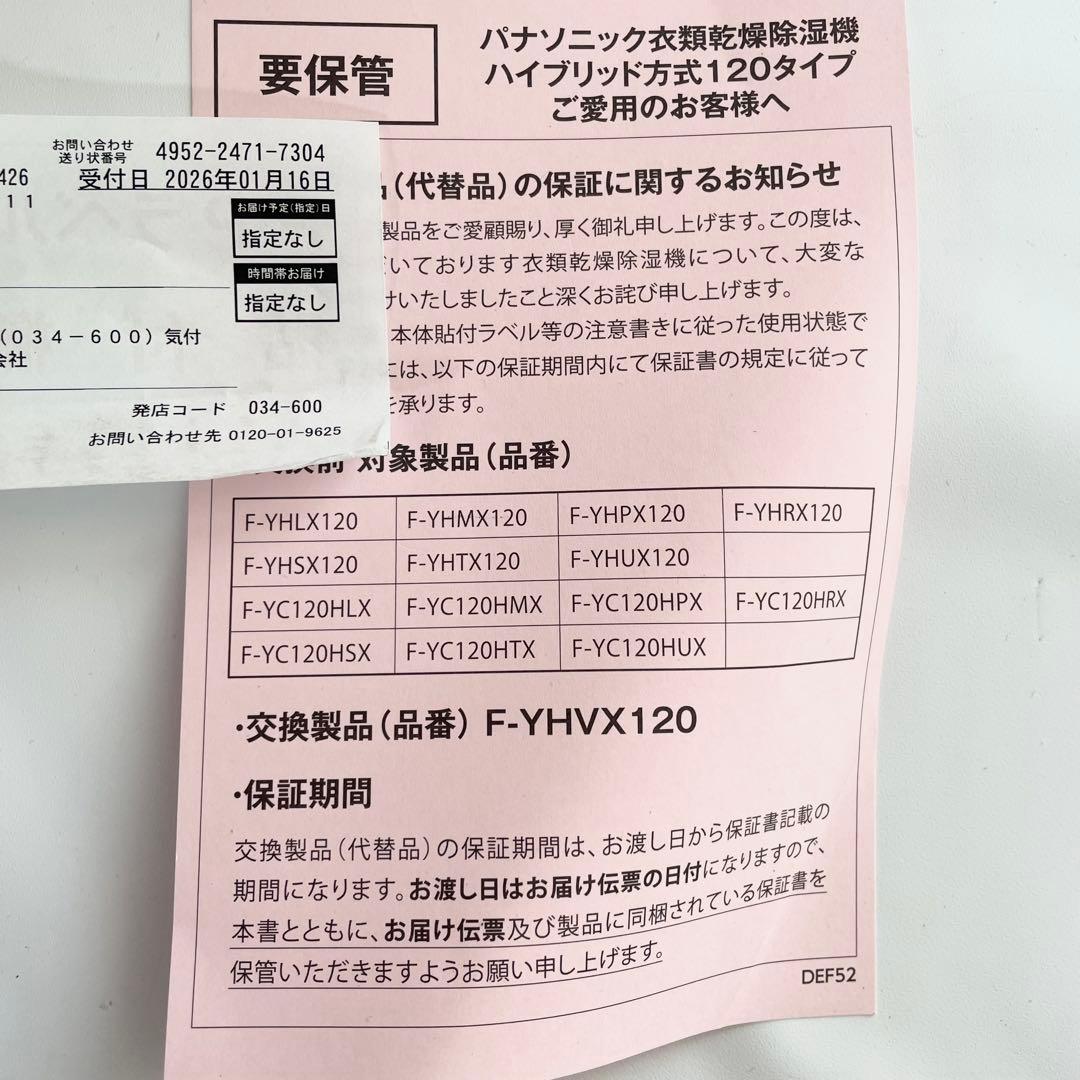 要保管
パナソニック衣類乾燥除湿機
ハイブリッド方式120タイプ
ご愛用のお客様へ
お問い合わせ
送り状番号 4952-2471-7304
426 受付日 2026年01月16日
11
お届け予定(指定)日
指定なし
時間帯お届け
指定なし
(034-600)気付
会社
発店コード 034-600
お問い合わせ先 0120-01-9625
(代替品)の保証に関するお知らせ
製品をご愛顧賜り、厚く御礼申し上げます。この度は、
いております衣類乾燥除湿機について、大変な
けいたしましたこと深くお詫び申し上げます。
本体貼付ラベル等の注意書きに従った使用状態で
には、以下の保証期間内にて保証書の規定に従って
を承ります。
対象製品(品番)
F-YHLX120 F-YHMX120 F-YHPX120 F-YHRX120
F-YHSX120 F-YHTX120 F-YHUX120
F-YC120HLX F-YC120HMX F-YC120HPX F-YC120HRX
F-YC120HSX F-YC120HTX F-YC120HUX
・交換製品(品番) F-YHVX120
・保証期間
交換製品(代替品)の保証期間は、お渡し日から保証書記載の
期間になります。お渡し日はお届け伝票の日付になりますので、
本書とともに、お届け伝票及び製品に同梱されている保証書を
保管いただきますようお願い申し上げます。
DEF52